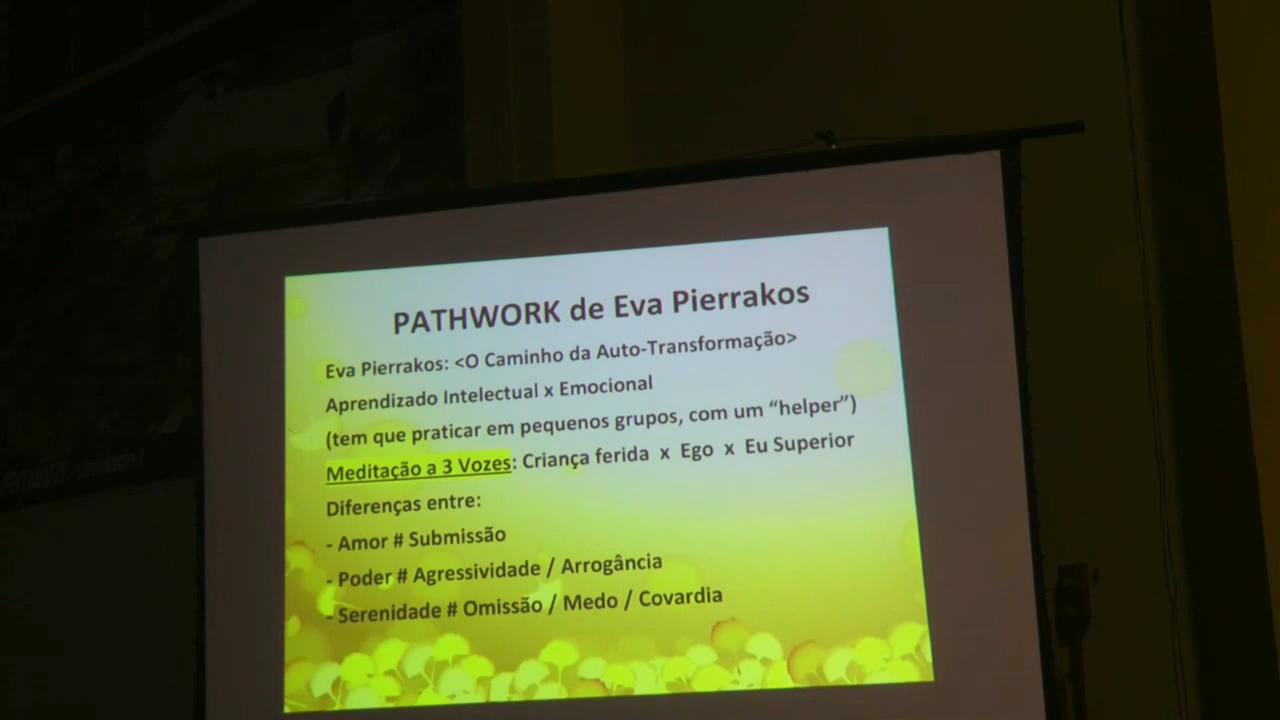 PATHWORK de Eva Pierrakos
Eva Pierrakos: <O Caminho da Auto-Transformação>
Aprendizado Intelectual x Emocional
(tem que praticar em pequenos grupos, com um “helper”)
Meditação a 3 Vozes: Criança ferida x Ego x Eu Superior
Diferenças entre:
- Amor # Submissão
- Poder # Agressividade / Arrogância
- Serenidade # Omissão / Medo / Covardia